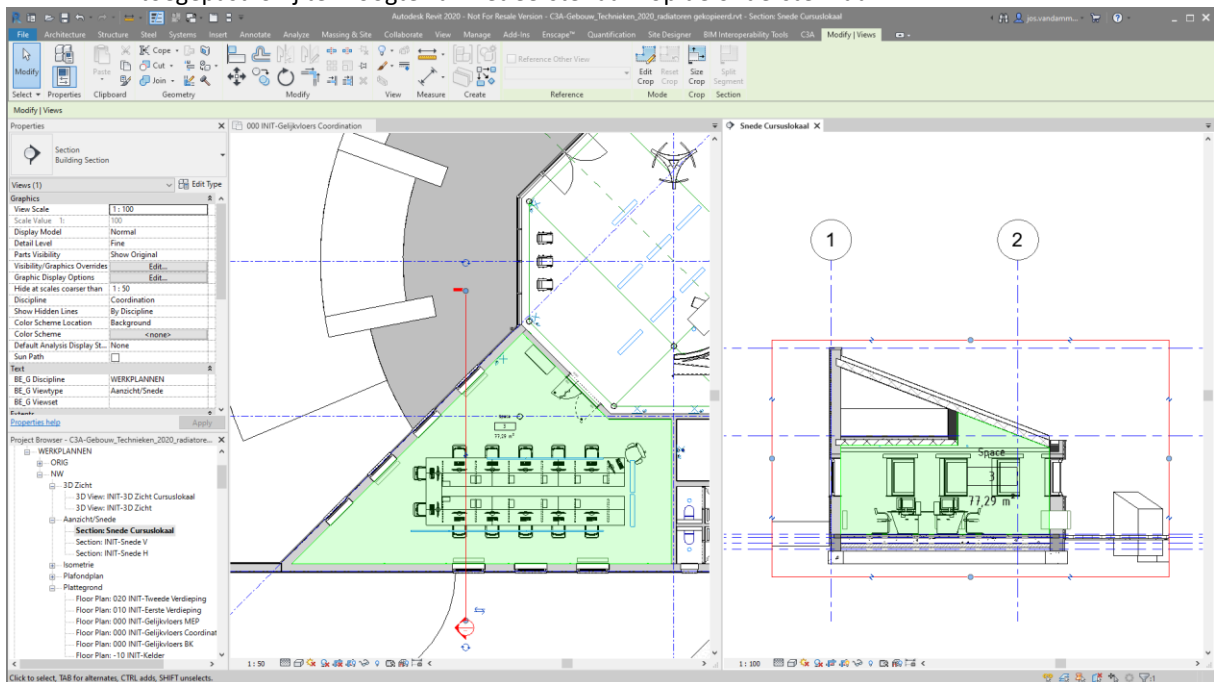 Autodesk Revit 2020 - Not For Resale Version - C3A-Gebouw_Technieken_2020_radiatoren gekopieerd.rvt - Section: Snede Cursuslokaal
jos.vandamm...
File Architecture Structure Steel Systems Insert Annotate Analyze Massing & Site Collaborate View Manage Add-Ins Enscape™ Quantification Site Designer BIM Interoperability Tools C3A Modify | Views
Modify
Properties
Paste
Cope
Cut
Join
Reference Other View
Edit Crop
Reset Crop
Size Crop
Split Segment
Select Properties Clipboard Geometry Modify View Measure Create Reference Mode Crop Section
Modify | Views
Properties
000 INIT-Gelijkvloers Coordination
Snede Cursuslokaal
Section
Building Section
Views (1)
Edit Type
Graphics
View Scale 1 : 100
Scale Value 1: 100
Display Model Normal
Detail Level Fine
Parts Visibility Show Original
Visibility/Graphics Overrides Edit...
Graphic Display Options Edit...
Hide at scales coarser than 1 : 50
Discipline Coordination
Show Hidden Lines By Discipline
Color Scheme Location Background
Color Scheme <none>
Default Analysis Display St... None
Sun Path
Text
BE_G Discipline WERKPLANNEN
BE_G Viewtype Aanzicht/Snede
BE_G Viewset
Extents
Properties help
Apply
Project Browser - C3A-Gebouw_Technieken_2020_radiatore...
WERKPLANNEN
ORIG
NW
3D Zicht
3D View: INIT-3D Zicht Cursuslokaal
3D View: INIT-3D Zicht
Aanzicht/Snede
Section: Snede Cursuslokaal
Section: INIT-Snede V
Section: INIT-Snede H
Isometrie
Plafondplan
Plattegrond
Floor Plan: 020 INIT-Tweede Verdieping
Floor Plan: 010 INIT-Eerste Verdieping
Floor Plan: 000 INIT-Gelijkvloers MEP
Floor Plan: 000 INIT-Gelijkvloers Coordinat
Floor Plan: 000 INIT-Gelijkvloers BK
Floor Plan: -10 INIT-Kelder
77,29 m²
1
2
Space
3
77,29 m²
1 : 50
1 : 100
Click to select, TAB for alternates, CTRL adds, SHIFT unselects.